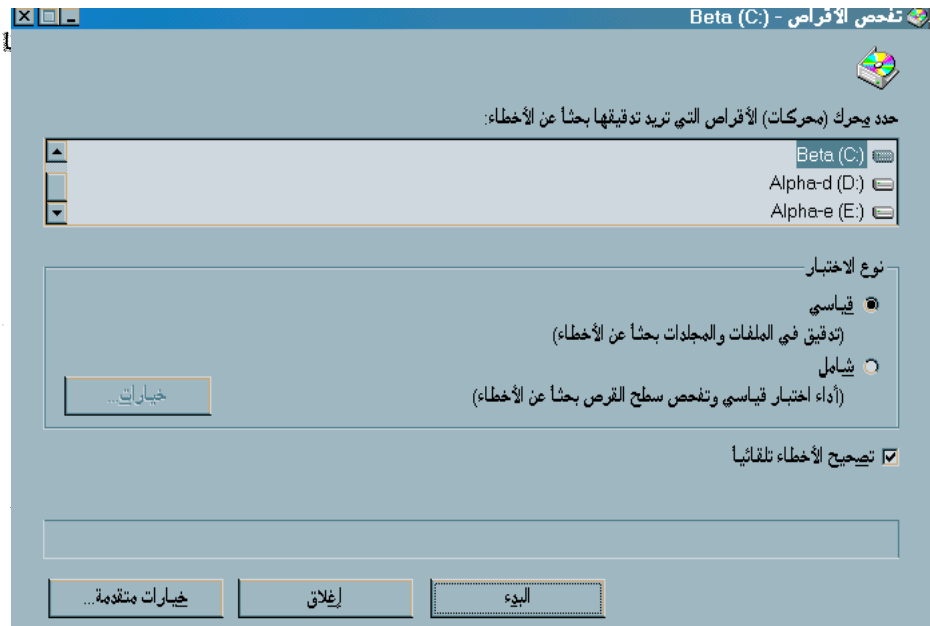 تفحص الأقراص - Beta (C:)
حدد محرك (محركات) الأقراص التي تريد تدقيقها بحثاً عن الأخطاء:
Beta (C:)
Alpha-d (D:)
Alpha-e (E:)
نوع الاختبار
قياسي
(تدقيق في الملفات والمجلدات بحثاً عن الأخطاء)
شامل
(أداء اختبار قياسي وتفحص سطح القرص بحثاً عن الأخطاء)
خيارات...
تصحيح الأخطاء تلقائياً
البدء
إغلاق
خيارات متقدمة...